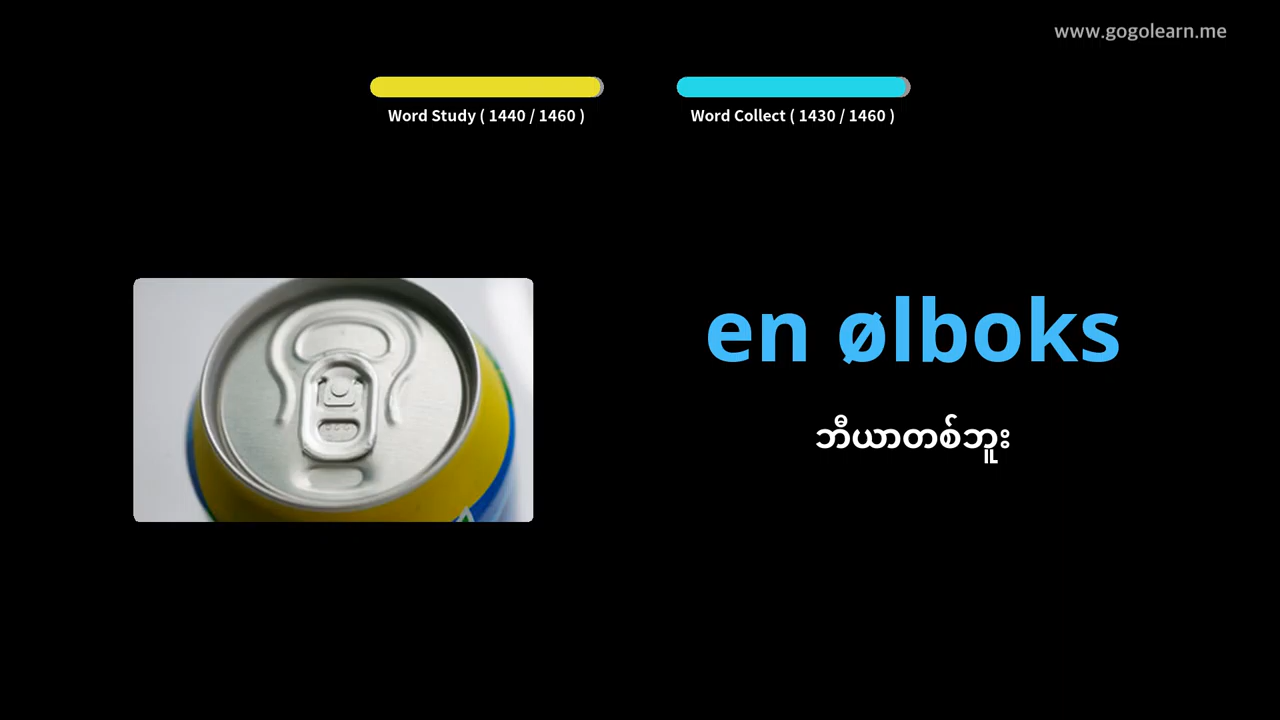 www.gogolearn.me
Word Study ( 1440 / 1460 )
Word Collect ( 1430 / 1460 )
en ølboks
ဘီယာတစ်ဘူး